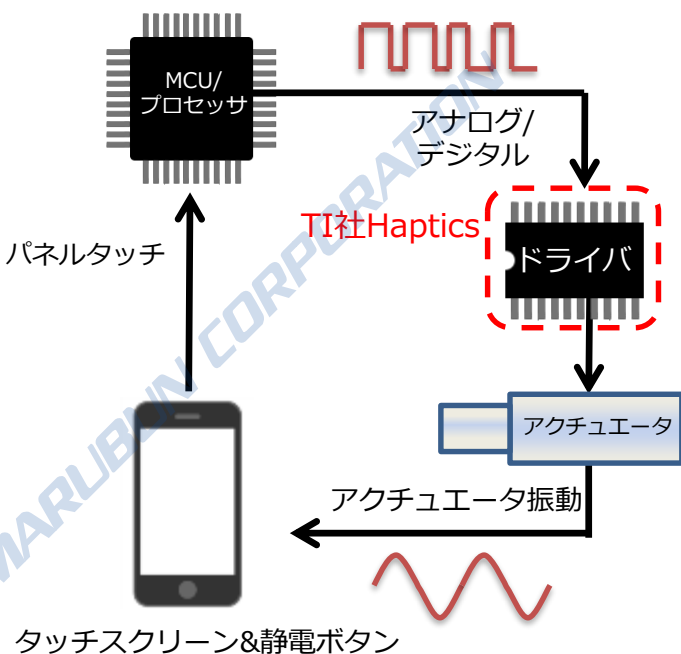 MCU/
プロセッサ
アナログ/
デジタル
TI社Haptics
ドライバ
パネルタッチ
アクチュエータ
アクチュエータ振動
タッチスクリーン&静電ボタン
MARUBUN CORPORATION